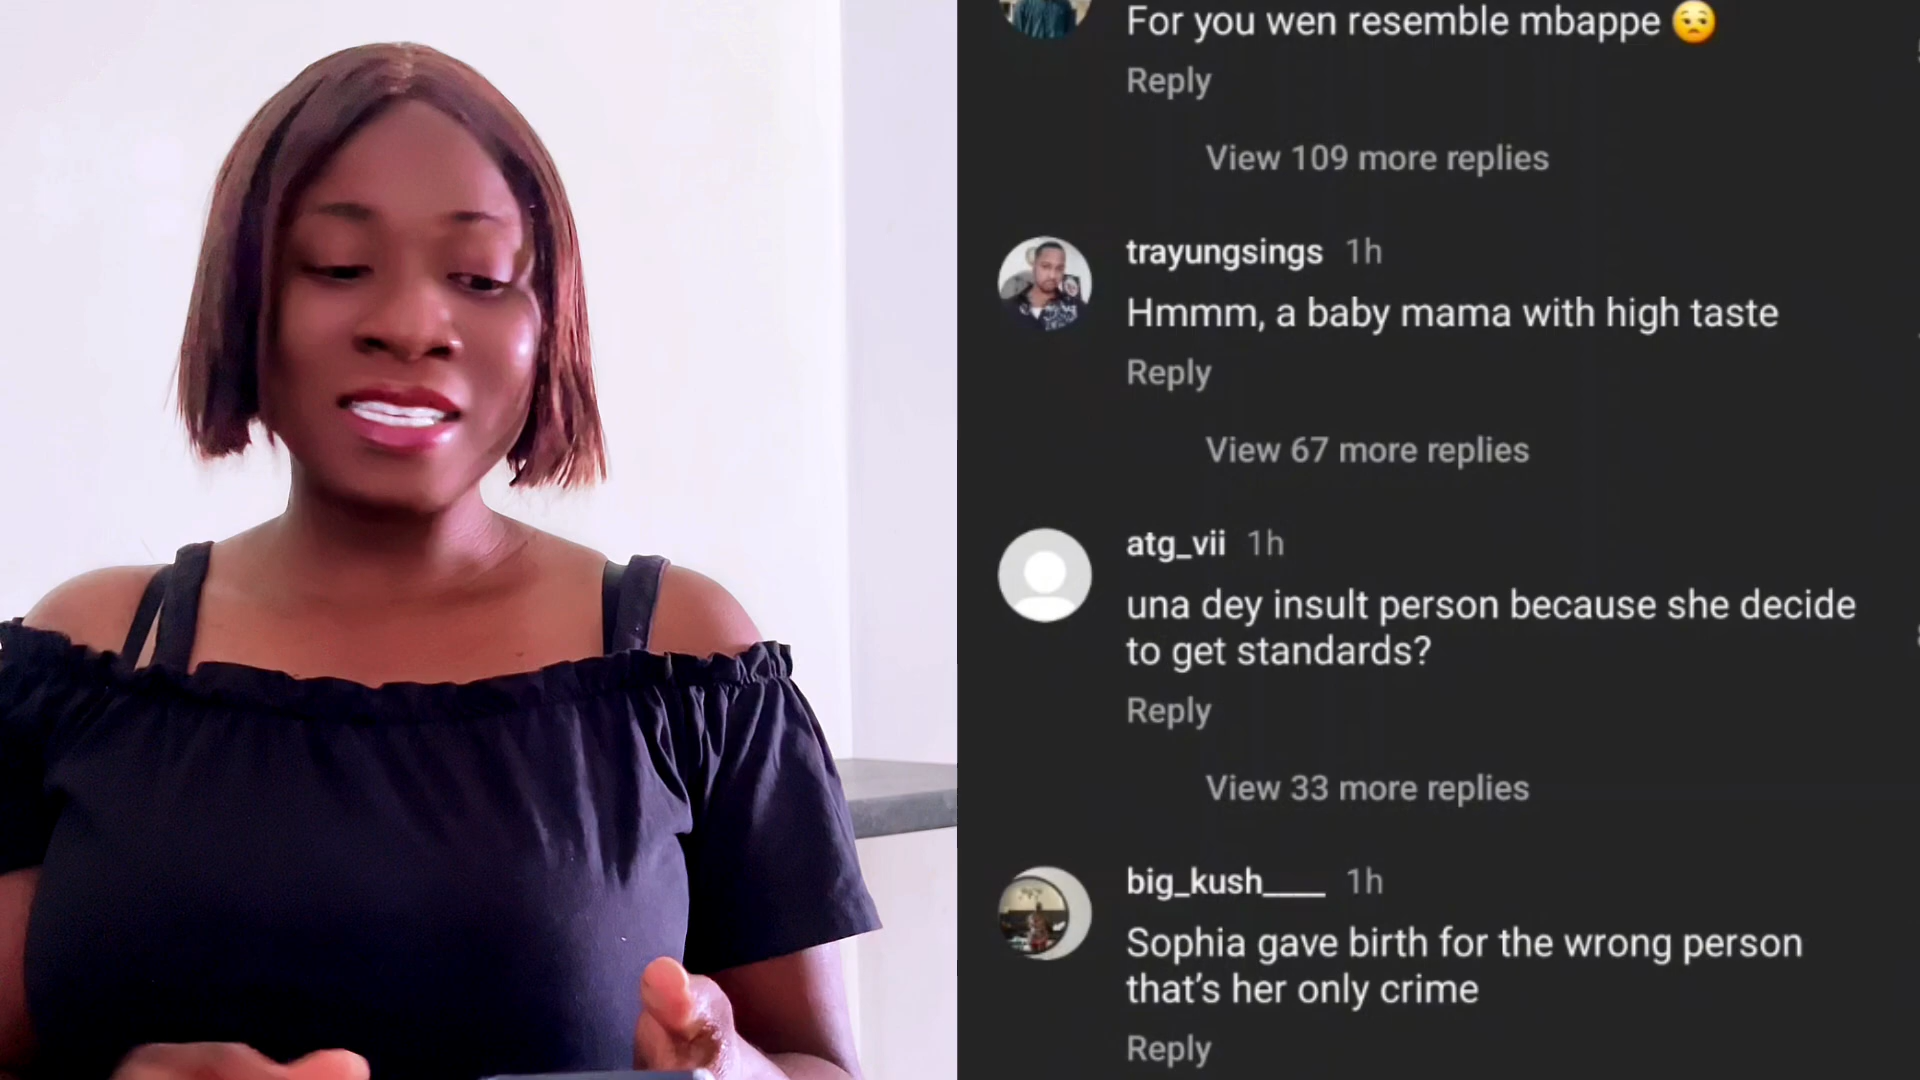 For you wen resemble mbappe 😟
Reply
View 109 more replies
trayungsings 1h
Hmmm, a baby mama with high taste
Reply
View 67 more replies
atg_vii 1h
una dey insult person because she decide
to get standards?
Reply
View 33 more replies
big_kush____ 1h
Sophia gave birth for the wrong person
that's her only crime
Reply